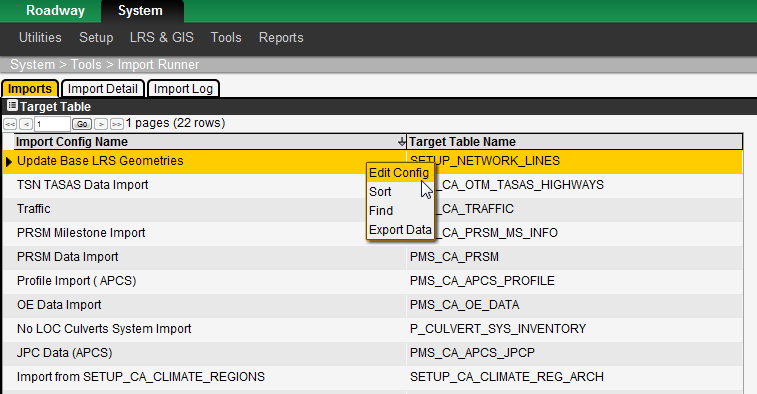 Roadway System
Utilities Setup LRS & GIS Tools Reports
System > Tools > Import Runner
Imports Import Detail Import Log
Target Table
<< < 1 Go > >> 1 pages (22 rows)
Import Config Name Target Table Name
Update Base LRS Geometries SETUP_NETWORK_LINES
Edit Config
TSN TASAS Data Import _CA_OTM_TASAS_HIGHWAYS
Sort
Traffic _CA_TRAFFIC
Find
PRSM Milestone Import _CA_PRSM_MS_INFO
Export Data
PRSM Data Import PMS_CA_PRSM
Profile Import ( APCS) PMS_CA_APCS_PROFILE
OE Data Import PMS_CA_OE_DATA
No LOC Culverts System Import P_CULVERT_SYS_INVENTORY
JPC Data (APCS) PMS_CA_APCS_JPCP
Import from SETUP_CA_CLIMATE_REGIONS SETUP_CA_CLIMATE_REG_ARCH